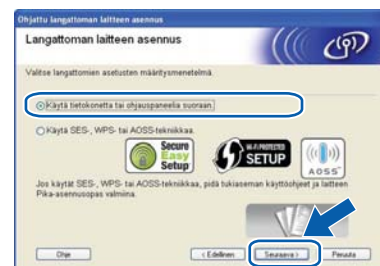 Ohjattu langattoman laitteen asennus
Langattoman laitteen asennus
Valitse langattomien asetusten määritysmenetelmä.
Käytä tietokonetta tai ohjauspaneelia suoraan.
Käytä SES-, WPS- tai AOSS-tekniikkaa.
Secure
Easy
Setup
Wi-Fi PROTECTED
SETUP
AOSS
Jos käytät SES-, WPS- tai AOSS-tekniikkaa, pidä tukiaseman käyttöohjeet ja laitteen
Pika-asennusopas valmiina.
Ohje
< Edellinen
Seuraava >
Peruuta